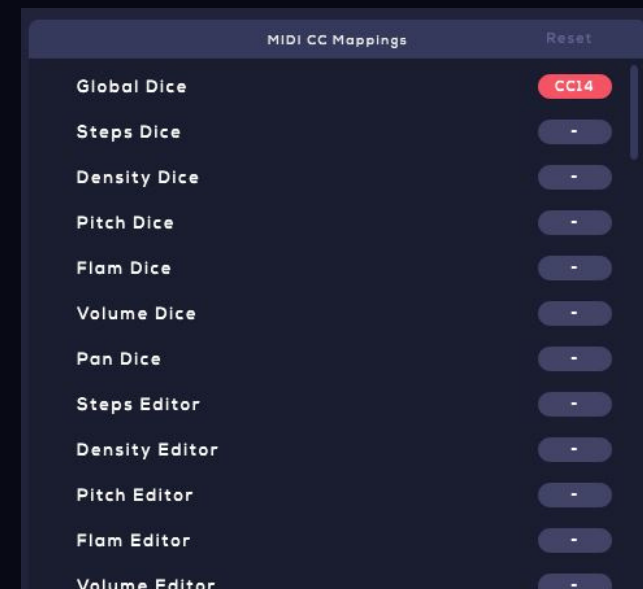 MIDI CC Mappings Reset
Global Dice CC14
Steps Dice -
Density Dice -
Pitch Dice -
Flam Dice -
Volume Dice -
Pan Dice -
Steps Editor -
Density Editor -
Pitch Editor -
Flam Editor -
Volume Editor -